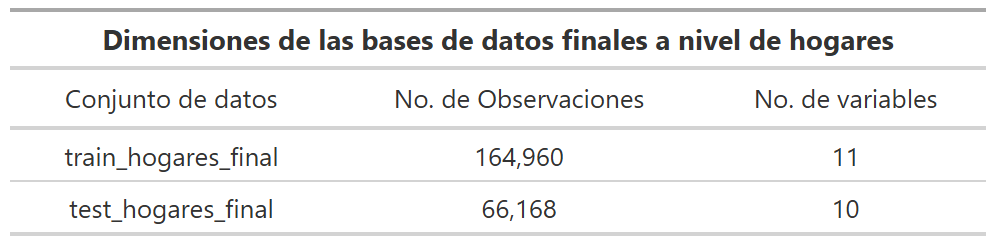 Dimensiones de las bases de datos finales a nivel de hogares
Conjunto de datos No. de Observaciones No. de variables
train_hogares_final 164,960 11
test_hogares_final 66,168 10